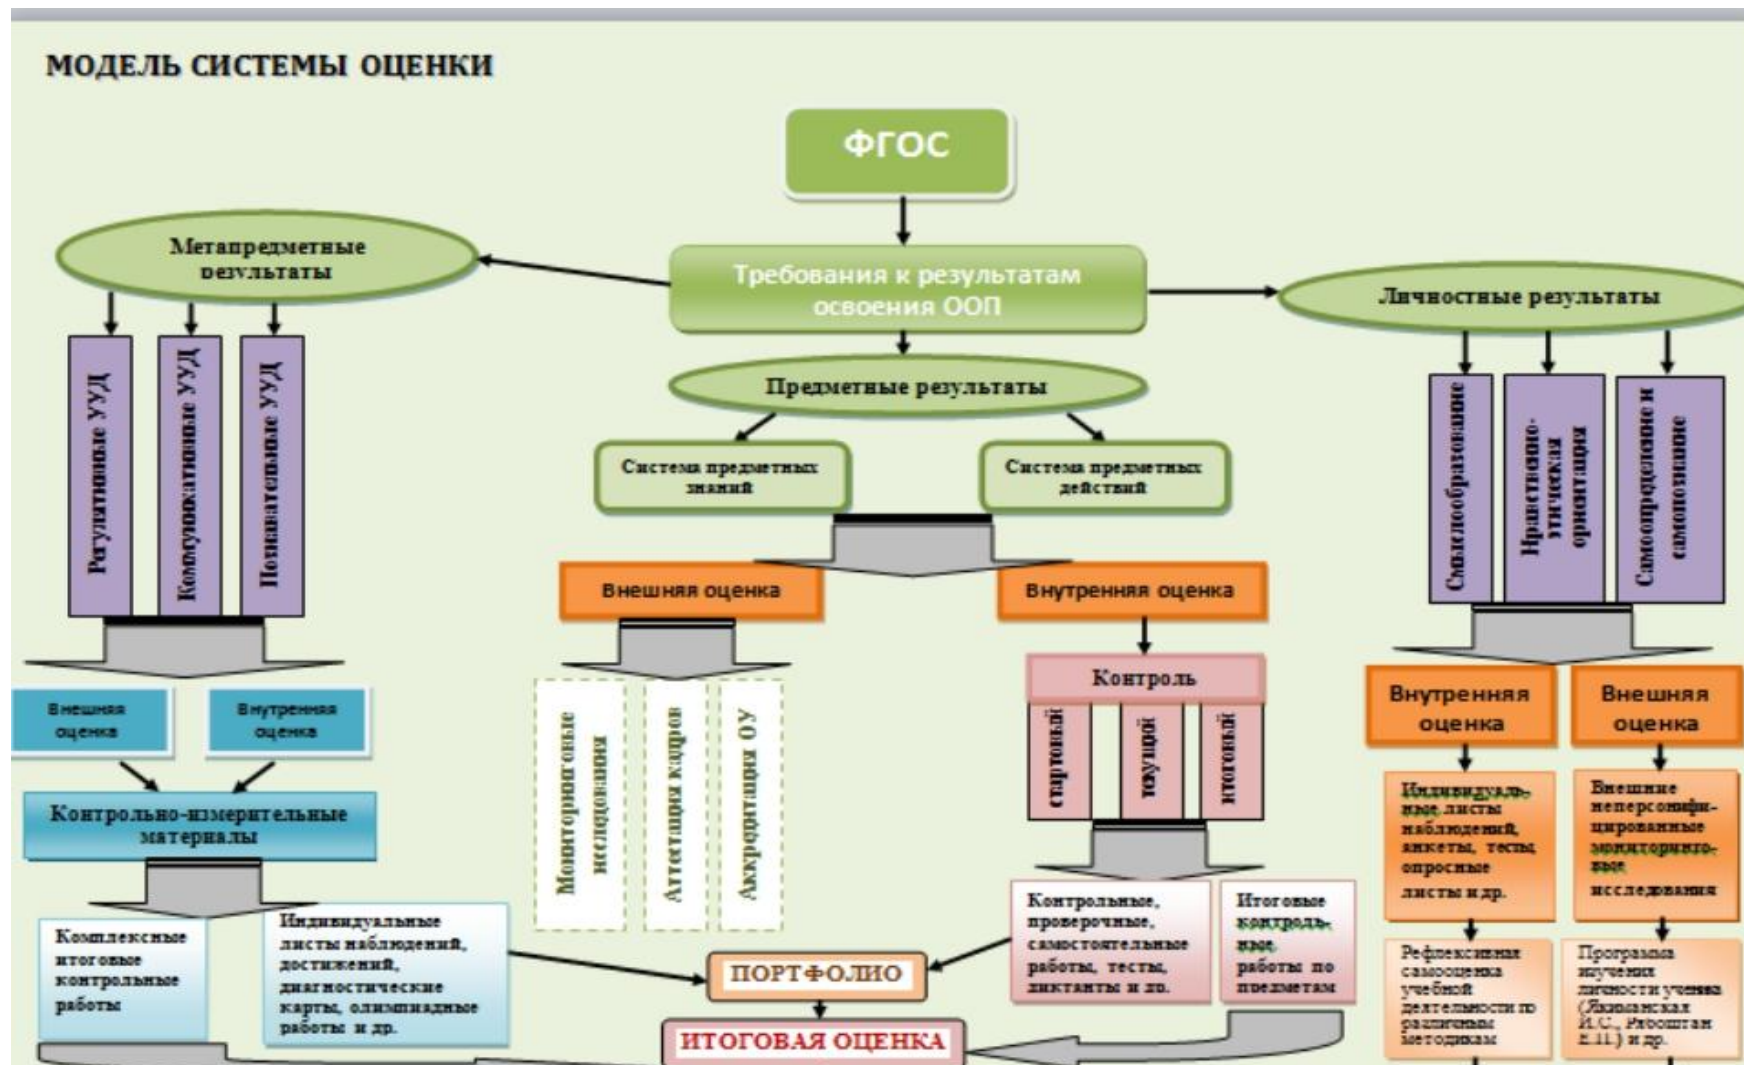 МОДЕЛЬ СИСТЕМЫ ОЦЕНКИ
ФГОС
Требования к результатам
освоения ООП
Метапредметные
результаты
Регулятивные УУД
Коммуникативные УУД
Познавательные УУД
Предметные результаты
Система предметных
знаний
Система предметных
действий
Личностные результаты
Смыслообразование
Нравственно-
этическая
ориентация
Самоопределение и
самопознание
Внешняя оценка
Внутренняя оценка
Мониторинговые
исследования
Аттестация кадров
Аккредитация ОУ
Контроль
стартовый
текущий
итоговый
Внешняя
оценка
Внутренняя
оценка
Контрольно-измерительные
материалы
Комплексные
итоговые
контрольные
работы
Индивидуальные
листы наблюдений,
достижений,
диагностические
карты, олимпиадные
работы и др.
Контрольные,
проверочные,
самостоятельные
работы, тесты,
диктанты и др.
Итоговые
контроль-
ные
работы по
предметам
ПОРТФОЛИО
ИТОГОВАЯ ОЦЕНКА
Внутренняя
оценка
Внешняя
оценка
Индивидуаль-
ные листы
наблюдений,
анкеты, тесты,
опросные
листы и др.
Внешние
неперсонифи-
цированные
мониторинго-
вые
исследования
Рефлексивная
самооценка
учебной
деятельности по
различным
методикам
Программа
изучения
личности ученика
(Якиманская
И.С., Рябоштан
Е.П.) и др.